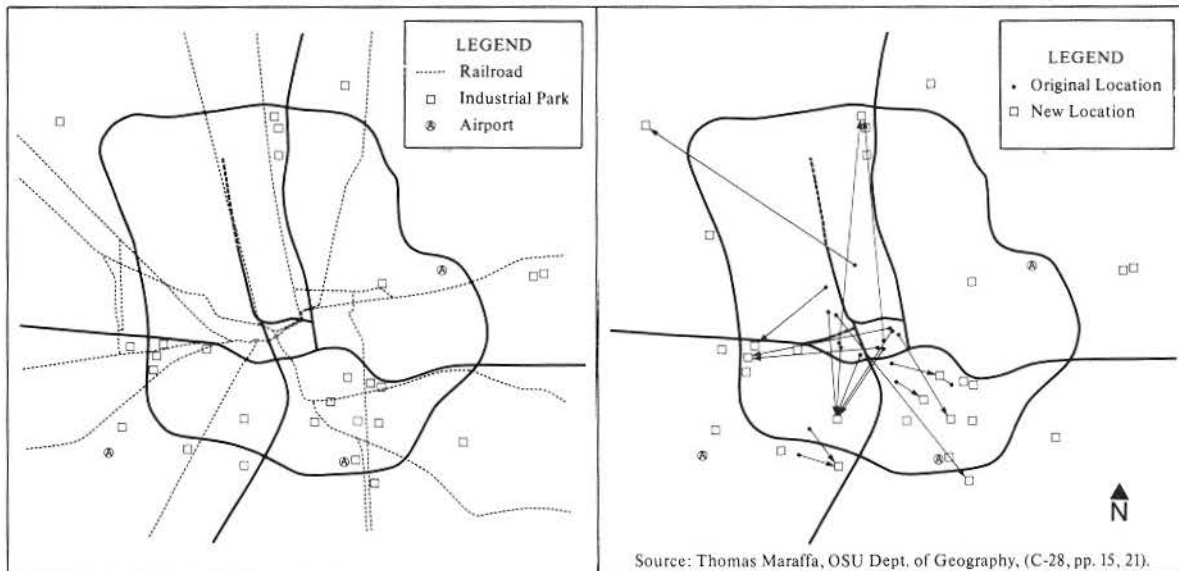 LEGEND
Railroad
Industrial Park
A Airport
A
A
A
LEGEND
Original Location
New Location
A
A
A
N
Source: Thomas Maraffa, OSU Dept. of Geography, (C-28, pp. 15, 21).